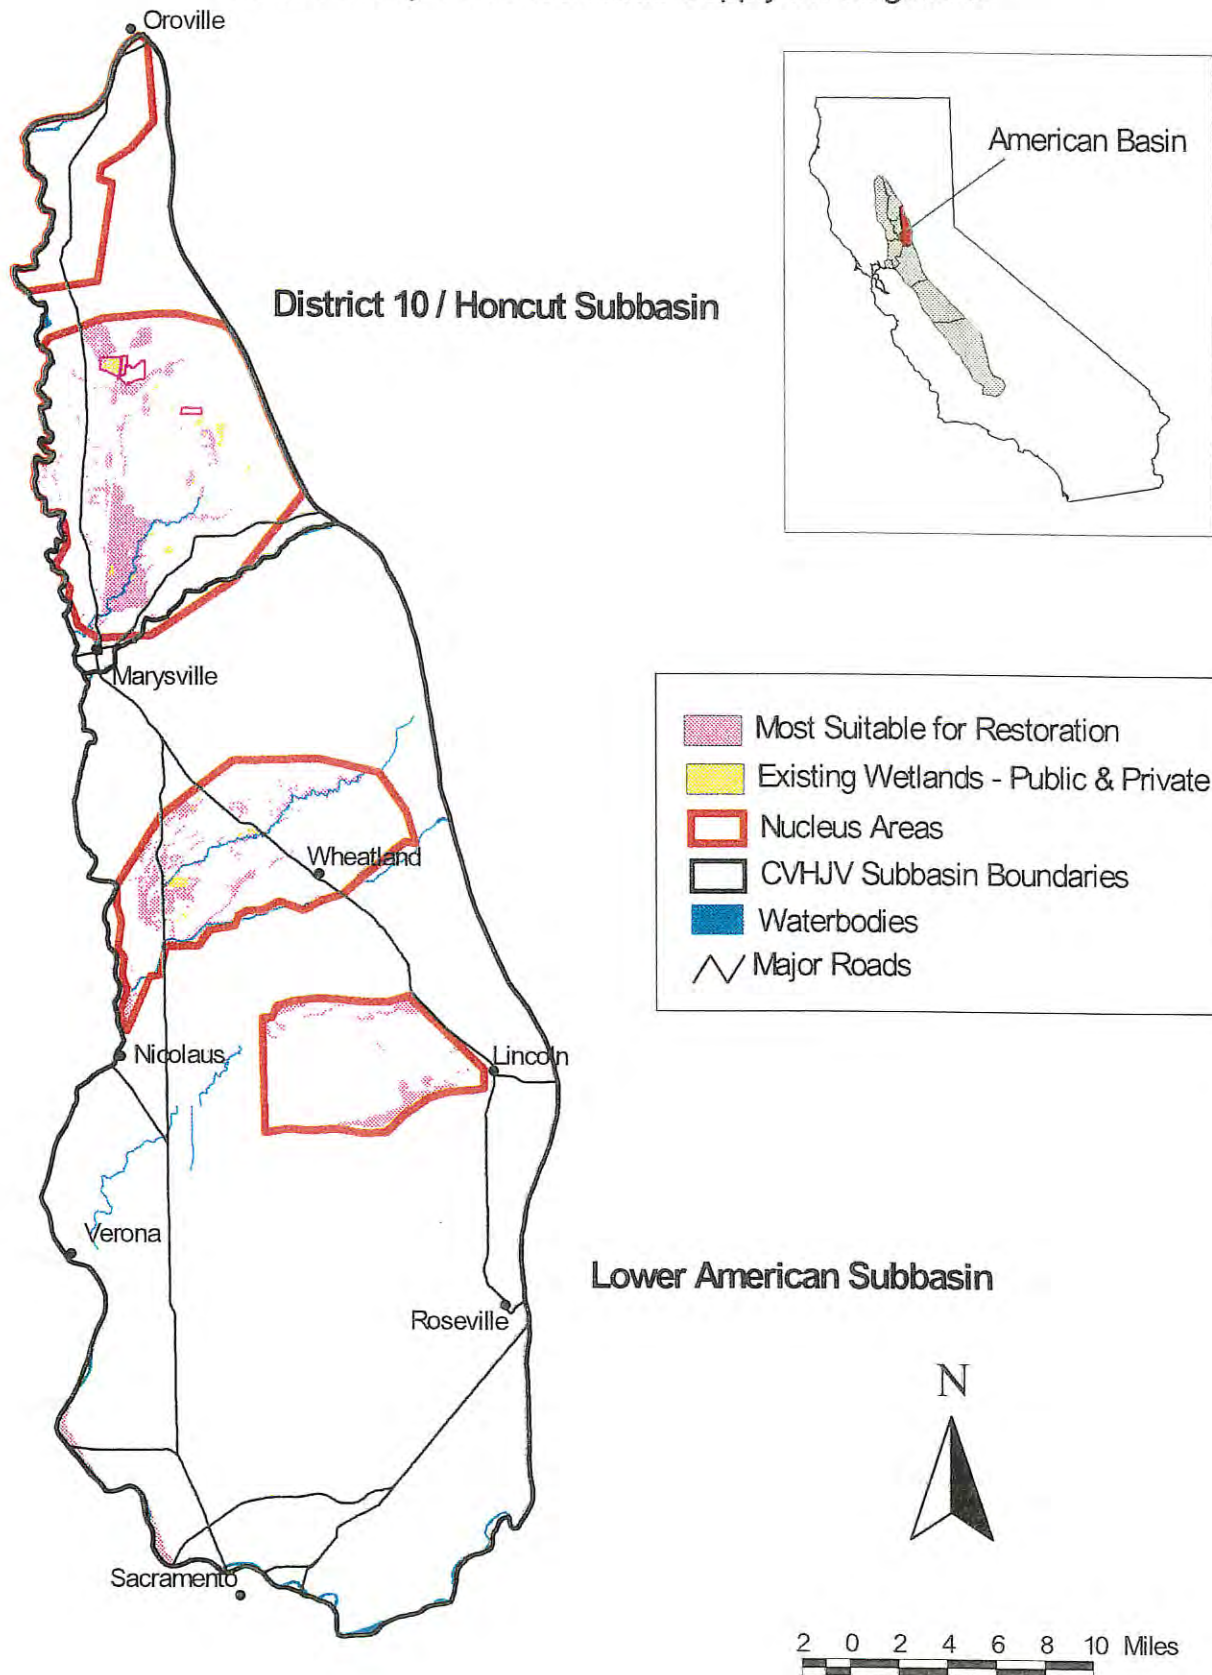 Oroville
American Basin
District 10 / Honcut Subbasin
Marysville
Most Suitable for Restoration
Existing Wetlands - Public & Private
Nucleus Areas
CVHJV Subbasin Boundaries
Waterbodies
Major Roads
Wheatland
Nicolaus
Lincoln
Verona
Lower American Subbasin
Roseville
N
Sacramento
2 0 2 4 6 8 10 Miles